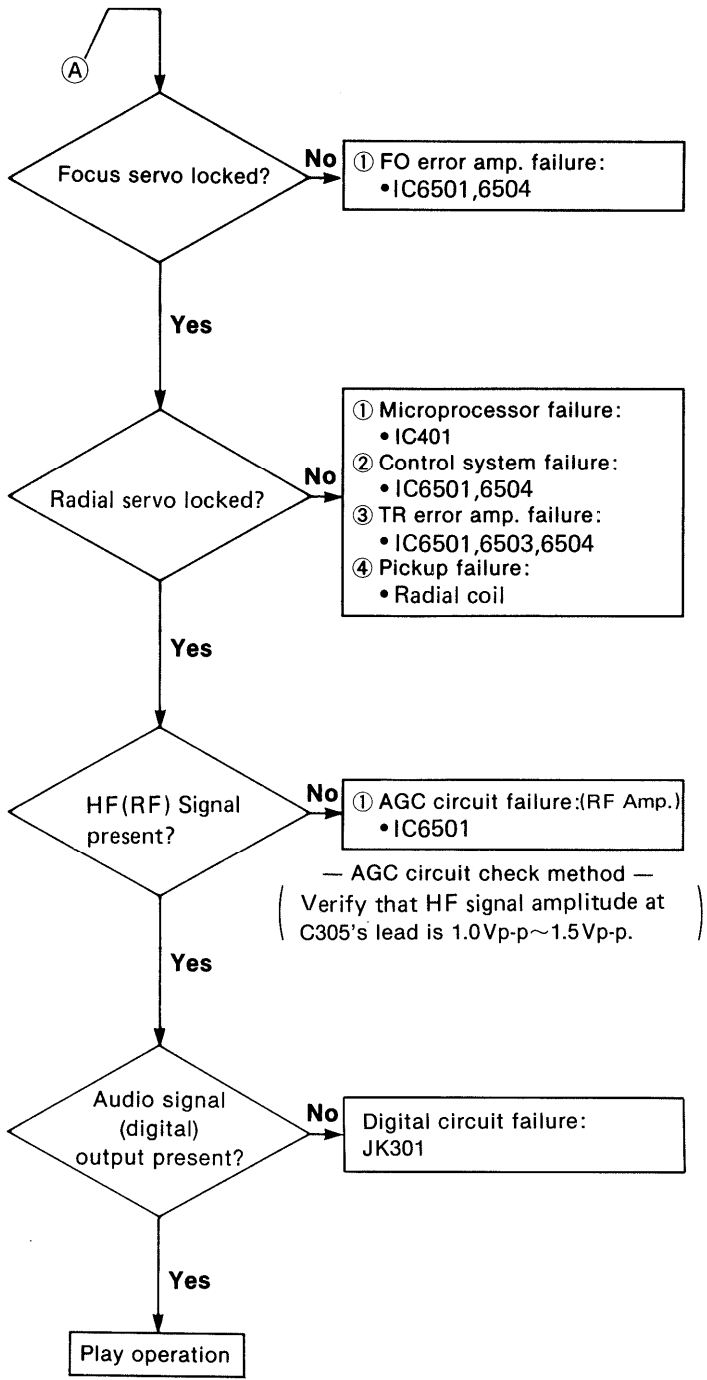 Ⓐ
Focus servo locked?
No
① FO error amp. failure:
• IC6501,6504
Yes
Radial servo locked?
No
① Microprocessor failure:
• IC401
② Control system failure:
• IC6501,6504
③ TR error amp. failure:
• IC6501,6503,6504
④ Pickup failure:
• Radial coil
Yes
HF(RF) Signal
present?
No
① AGC circuit failure:(RF Amp.)
• IC6501
— AGC circuit check method —
( Verify that HF signal amplitude at
C305's lead is 1.0Vp-p~1.5Vp-p. )
Yes
Audio signal
(digital)
output present?
No
Digital circuit failure:
JK301
Yes
Play operation